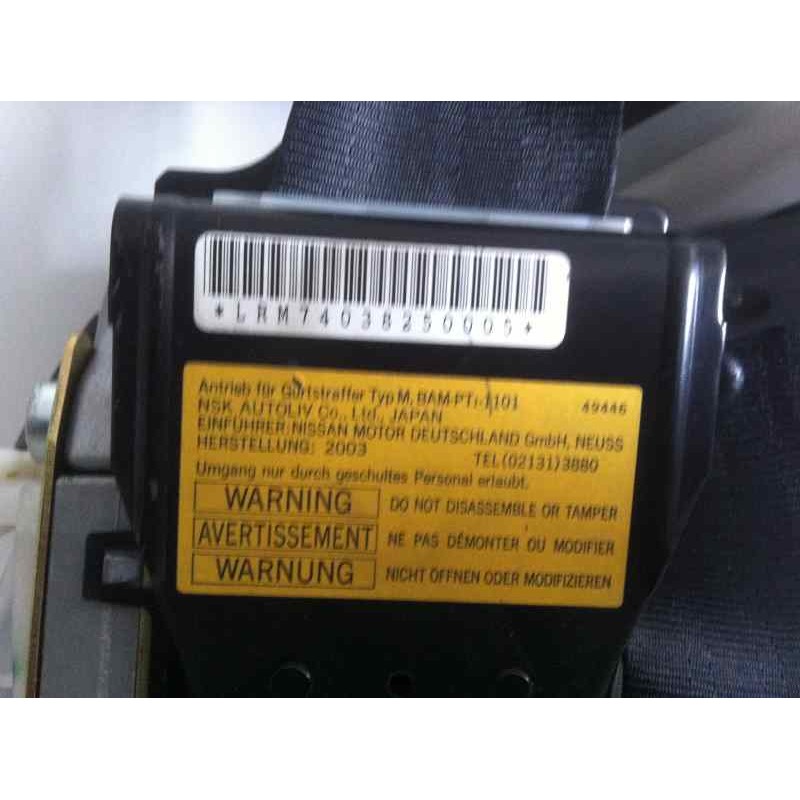 *LRM74038250005*
Antrieb für Gurtstraffer Typ M, BAM-PT1-1101 49446
NSK AUTOLIV Co., Ltd., JAPAN
EINFÜHRER: NISSAN MOTOR DEUTSCHLAND GmbH, NEUSS
HERSTELLUNG: 2003 TEL(02131)3880
Umgang nur durch geschultes Personal erlaubt.
WARNING DO NOT DISASSEMBLE OR TAMPER
AVERTISSEMENT NE PAS DÉMONTER OU MODIFIER
WARNUNG NICHT ÖFFNEN ODER MODIFIZIEREN